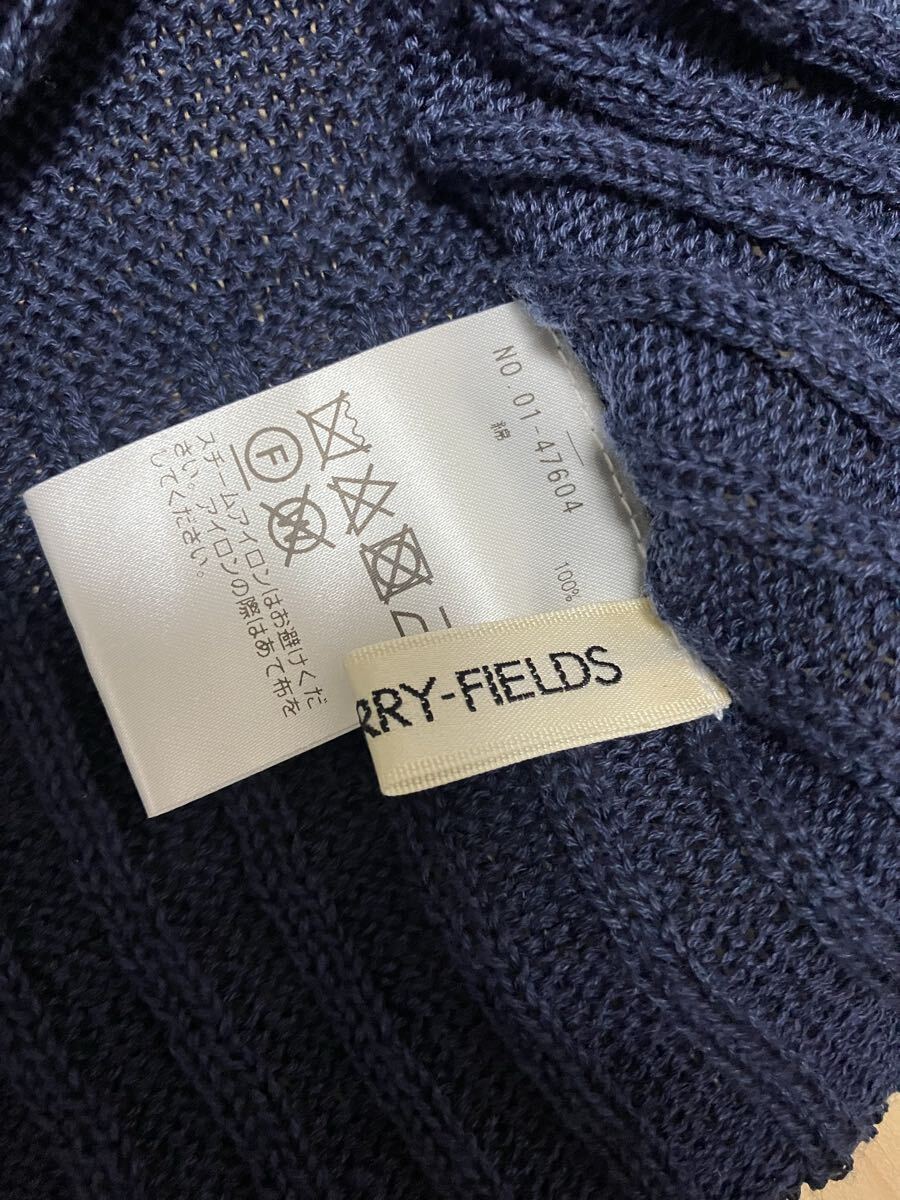 NO.01-47604
綿 100%
F
W
スチームアイロンはお避けくだ
さい。 アイロンの際はあて布を
してください。
RRY-FIELDS